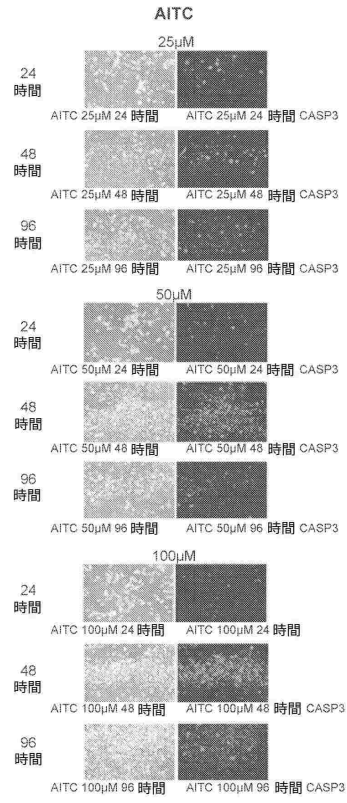 AITC
25μM
24
時間
AITC 25μM 24 時間 AITC 25μM 24 時間 CASP3
48
時間
AITC 25μM 48 時間 AITC 25μM 48 時間 CASP3
96
時間
AITC 25μM 96 時間 AITC 25μM 96 時間 CASP3
50μM
24
時間
AITC 50μM 24 時間 AITC 50μM 24 時間 CASP3
48
時間
AITC 50μM 48 時間 AITC 50μM 48 時間 CASP3
96
時間
AITC 50μM 96 時間 AITC 50μM 96 時間 CASP3
100μM
24
時間
AITC 100μM 24 時間 AITC 100μM 24 時間
48
時間
AITC 100μM 48 時間 AITC 100μM 48 時間 CASP3
96
時間
AITC 100μM 96 時間 AITC 100μM 96 時間 CASP3